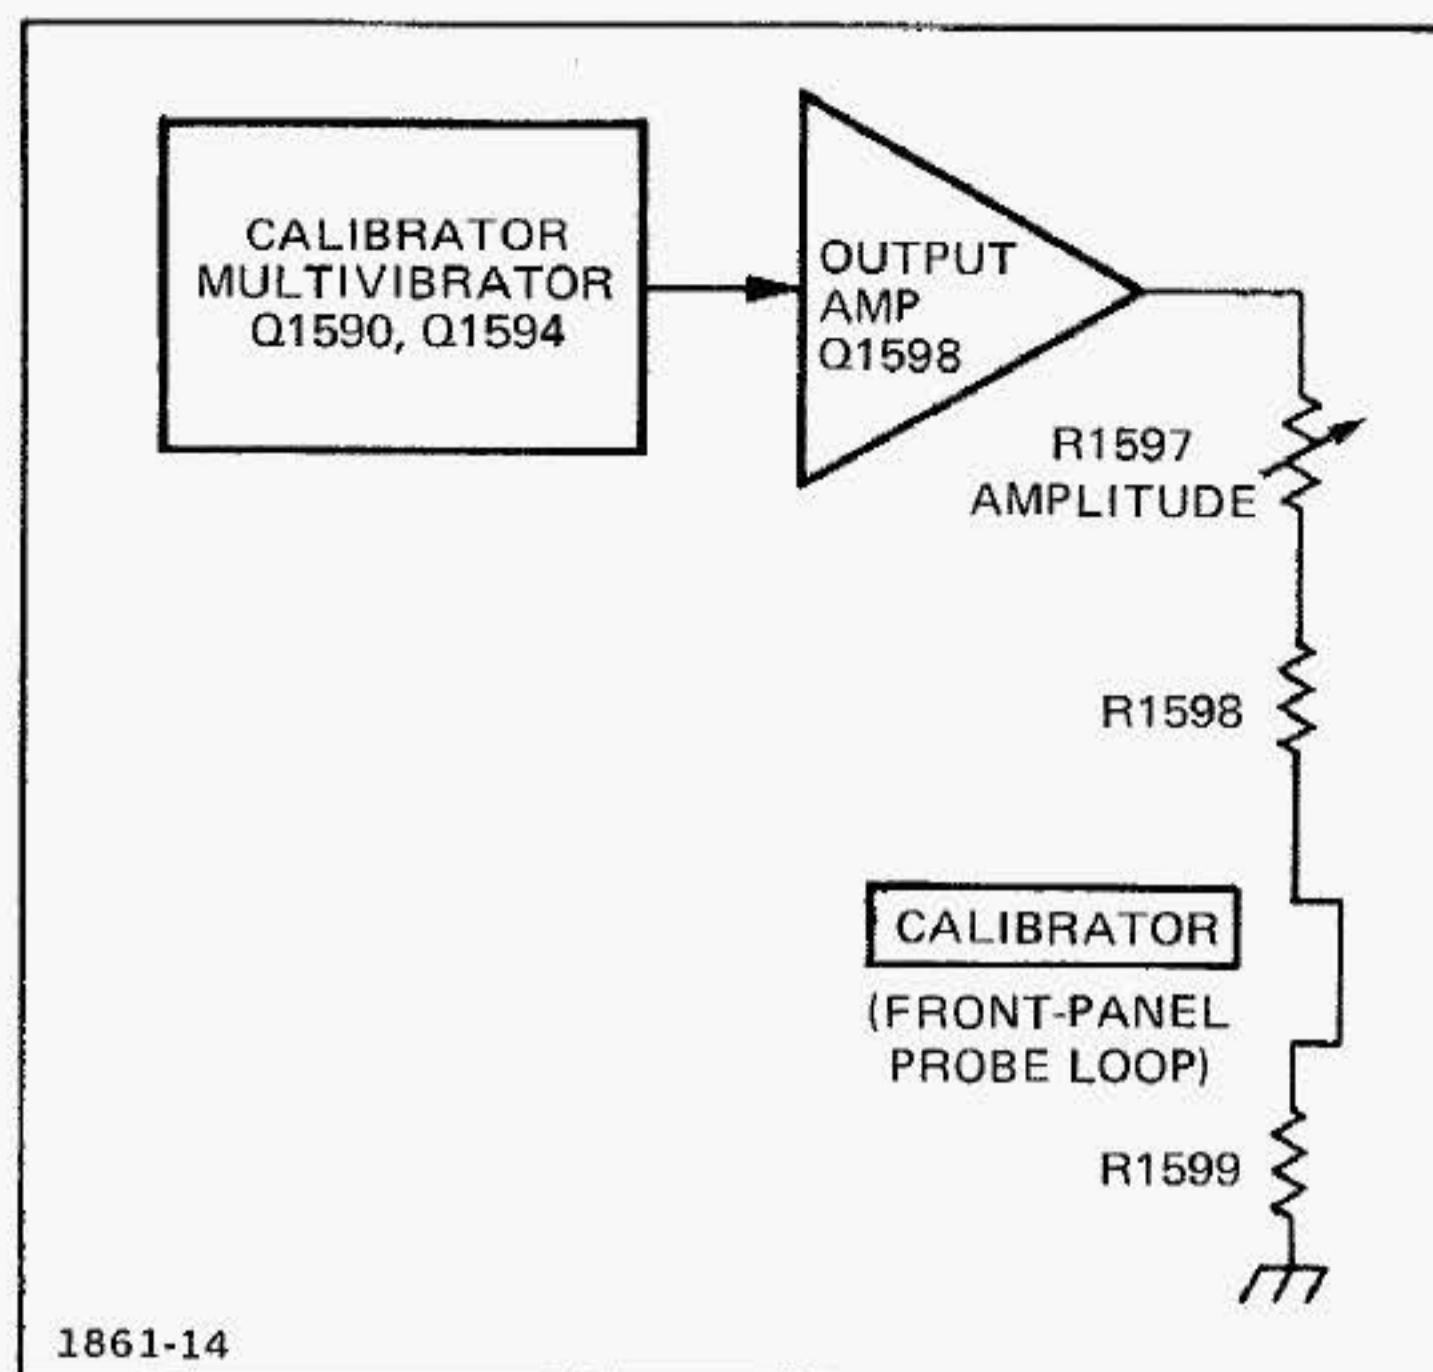 CALIBRATOR
MULTIVIBRATOR
Q1590, Q1594
OUTPUT
AMP
Q1598
R1597
AMPLITUDE
R1598
CALIBRATOR
(FRONT-PANEL
PROBE LOOP)
R1599
1861-14